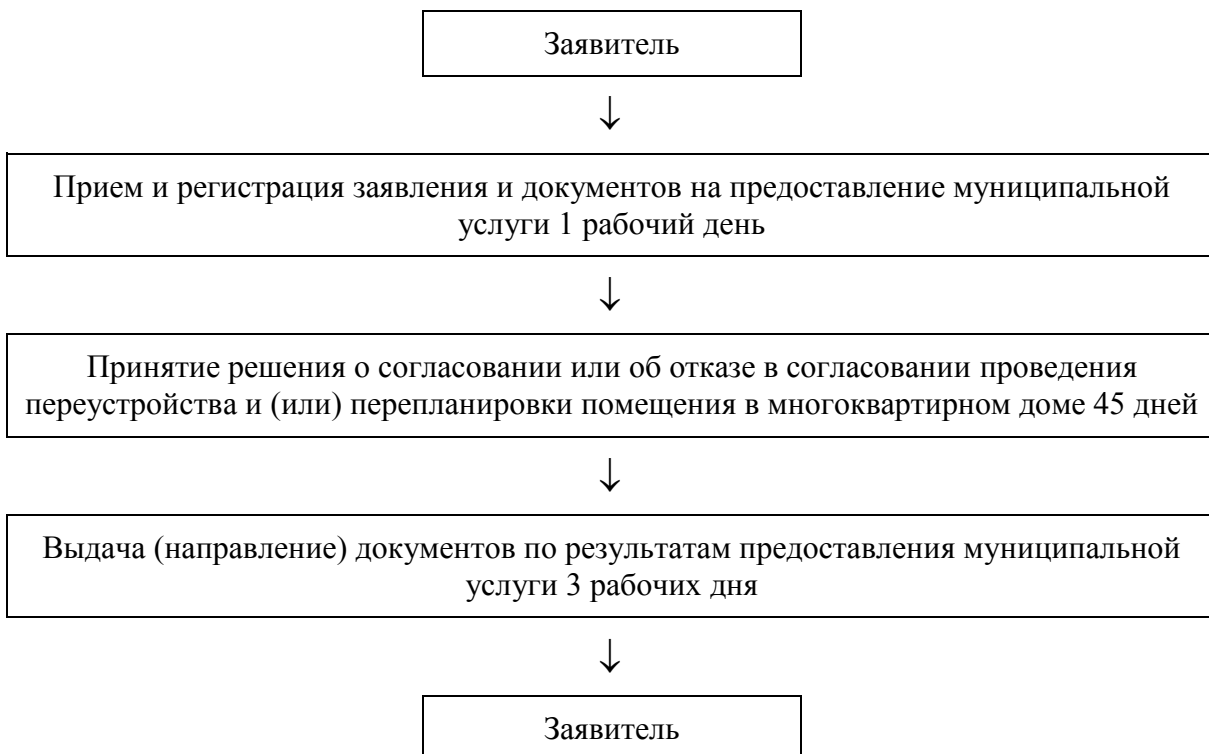 Заявитель
↓
Прием и регистрация заявления и документов на предоставление муниципальной
услуги 1 рабочий день
↓
Принятие решения о согласовании или об отказе в согласовании проведения
переустройства и (или) перепланировки помещения в многоквартирном доме 45 дней
↓
Выдача (направление) документов по результатам предоставления муниципальной
услуги 3 рабочих дня
↓
Заявитель